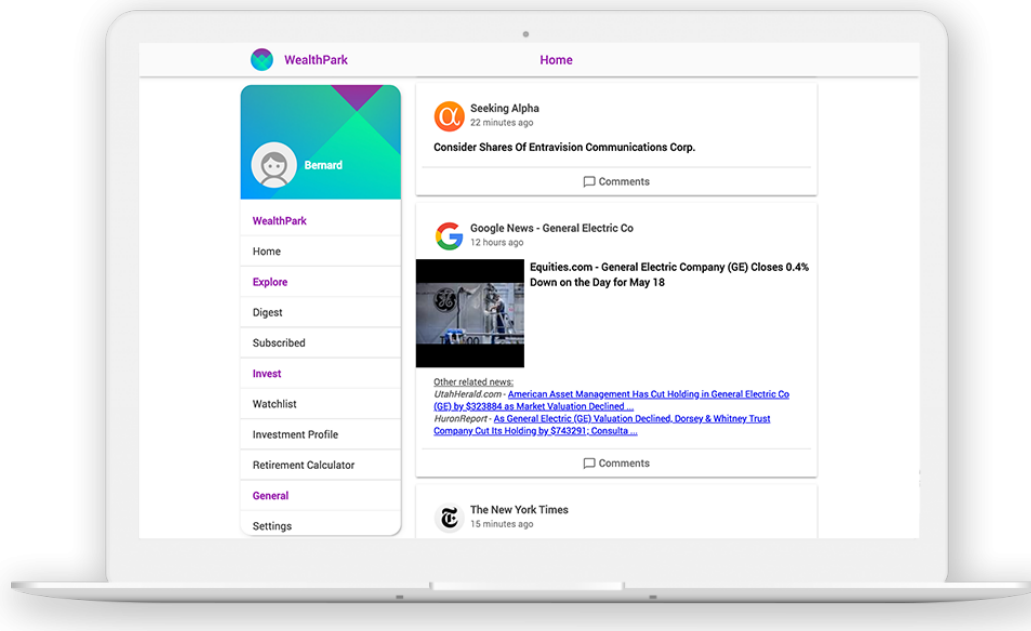 WealthPark
Home
Bernard
WealthPark
Home
Explore
Digest
Subscribed
Invest
Watchlist
Investment Profile
Retirement Calculator
General
Settings
Seeking Alpha
22 minutes ago
Consider Shares Of Entravision Communications Corp.
Comments
Google News - General Electric Co
12 hours ago
Equities.com - General Electric Company (GE) Closes 0.4%
Down on the Day for May 18
Other related news:
UtahHerald.com - American Asset Management Has Cut Holding in General Electric Co
(GE) by $323884 as Market Valuation Declined ...
HuronReport - As General Electric (GE) Valuation Declined, Dorsey & Whitney Trust
Company Cut Its Holding by $743291; Consulta ...
Comments
The New York Times
15 minutes ago